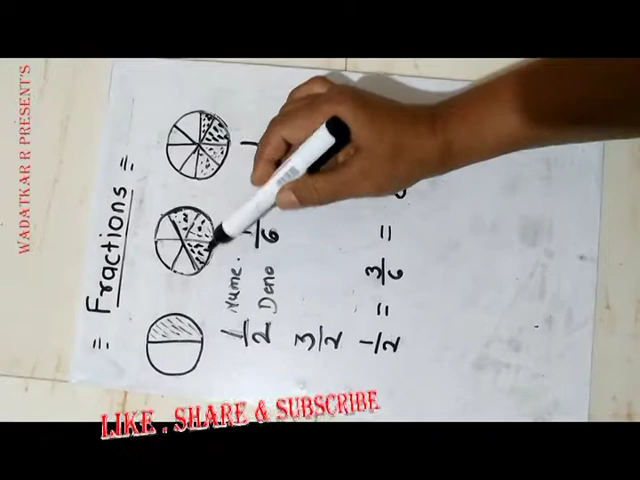 WADATKAR R PRESENT'S
= Fractions =
1/2 Nume.
Deno
6
3/2
1/2 = 3/6 =
LIKE . SHARE & SUBSCRIBE